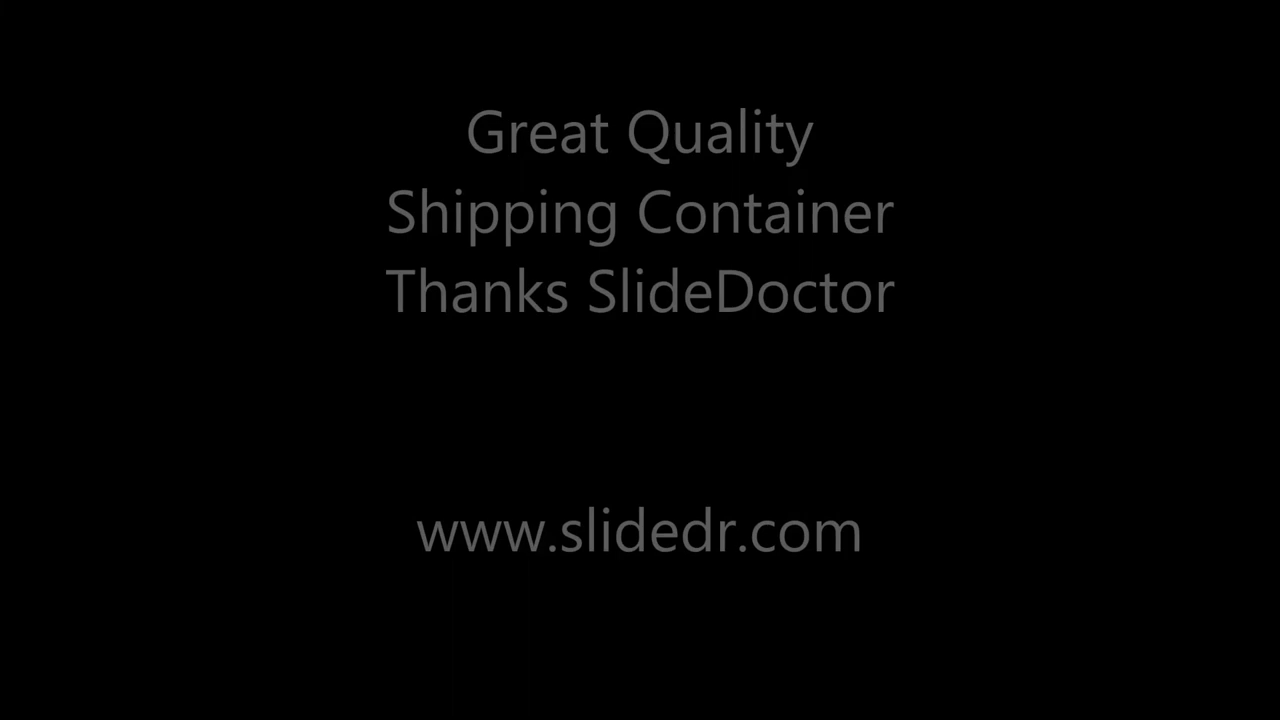 Great Quality
Shipping Container
Thanks SlideDoctor
www.slidedr.com